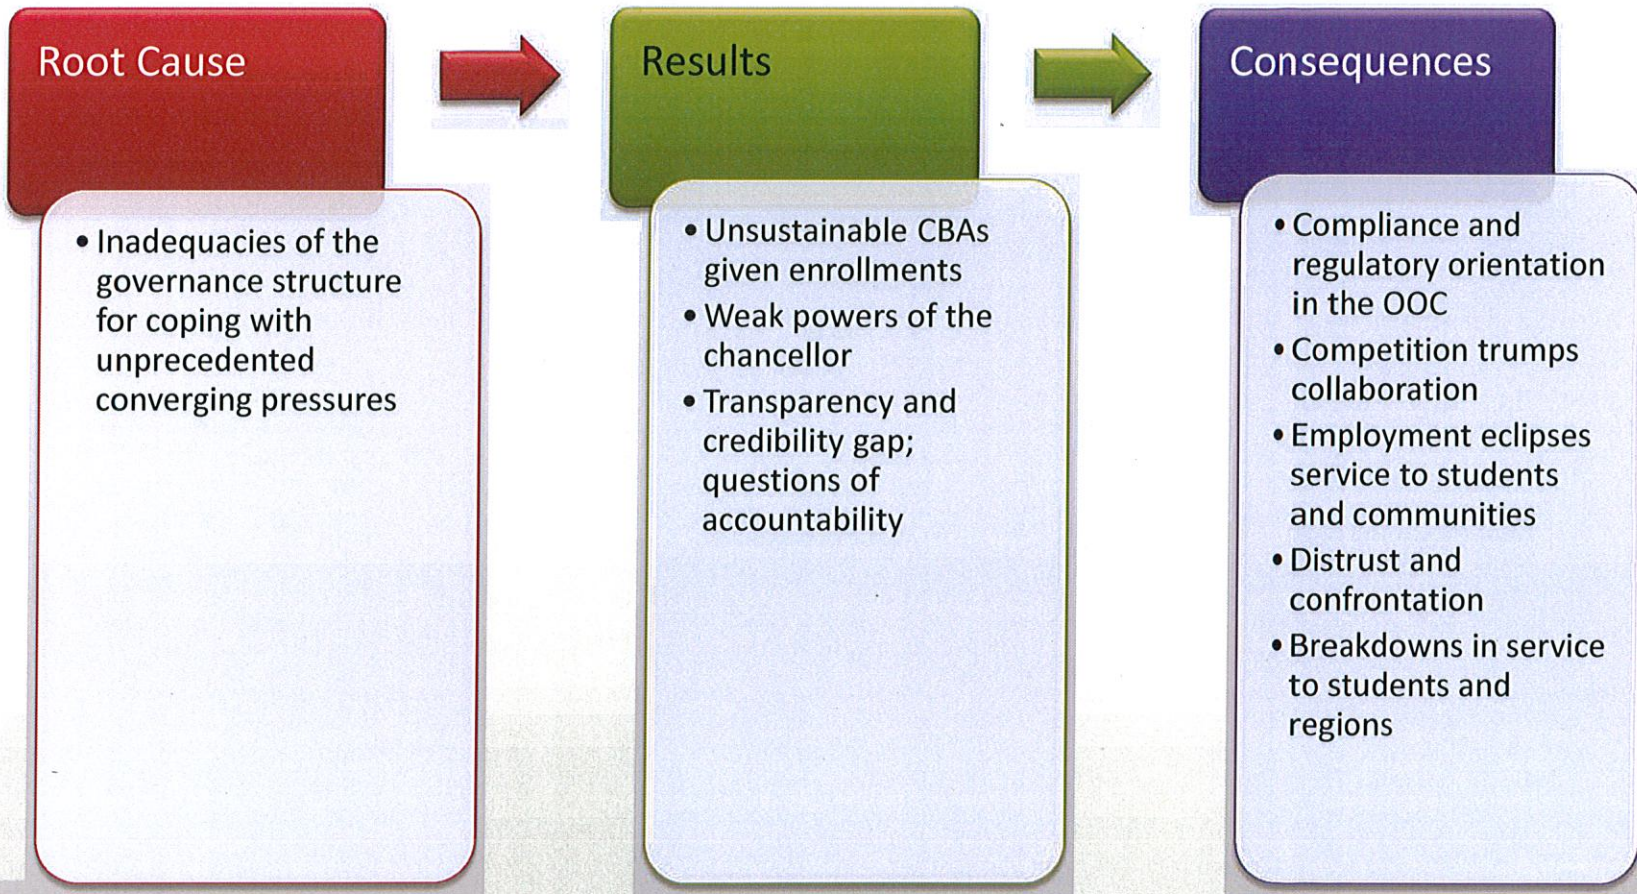 Root Cause
• Inadequacies of the
governance structure
for coping with
unprecedented
converging pressures
Results
• Unsustainable CBAs
given enrollments
• Weak powers of the
chancellor
• Transparency and
credibility gap;
questions of
accountability
Consequences
• Compliance and
regulatory orientation
in the OOC
• Competition trumps
collaboration
• Employment eclipses
service to students
and communities
• Distrust and
confrontation
• Breakdowns in service
to students and
regions